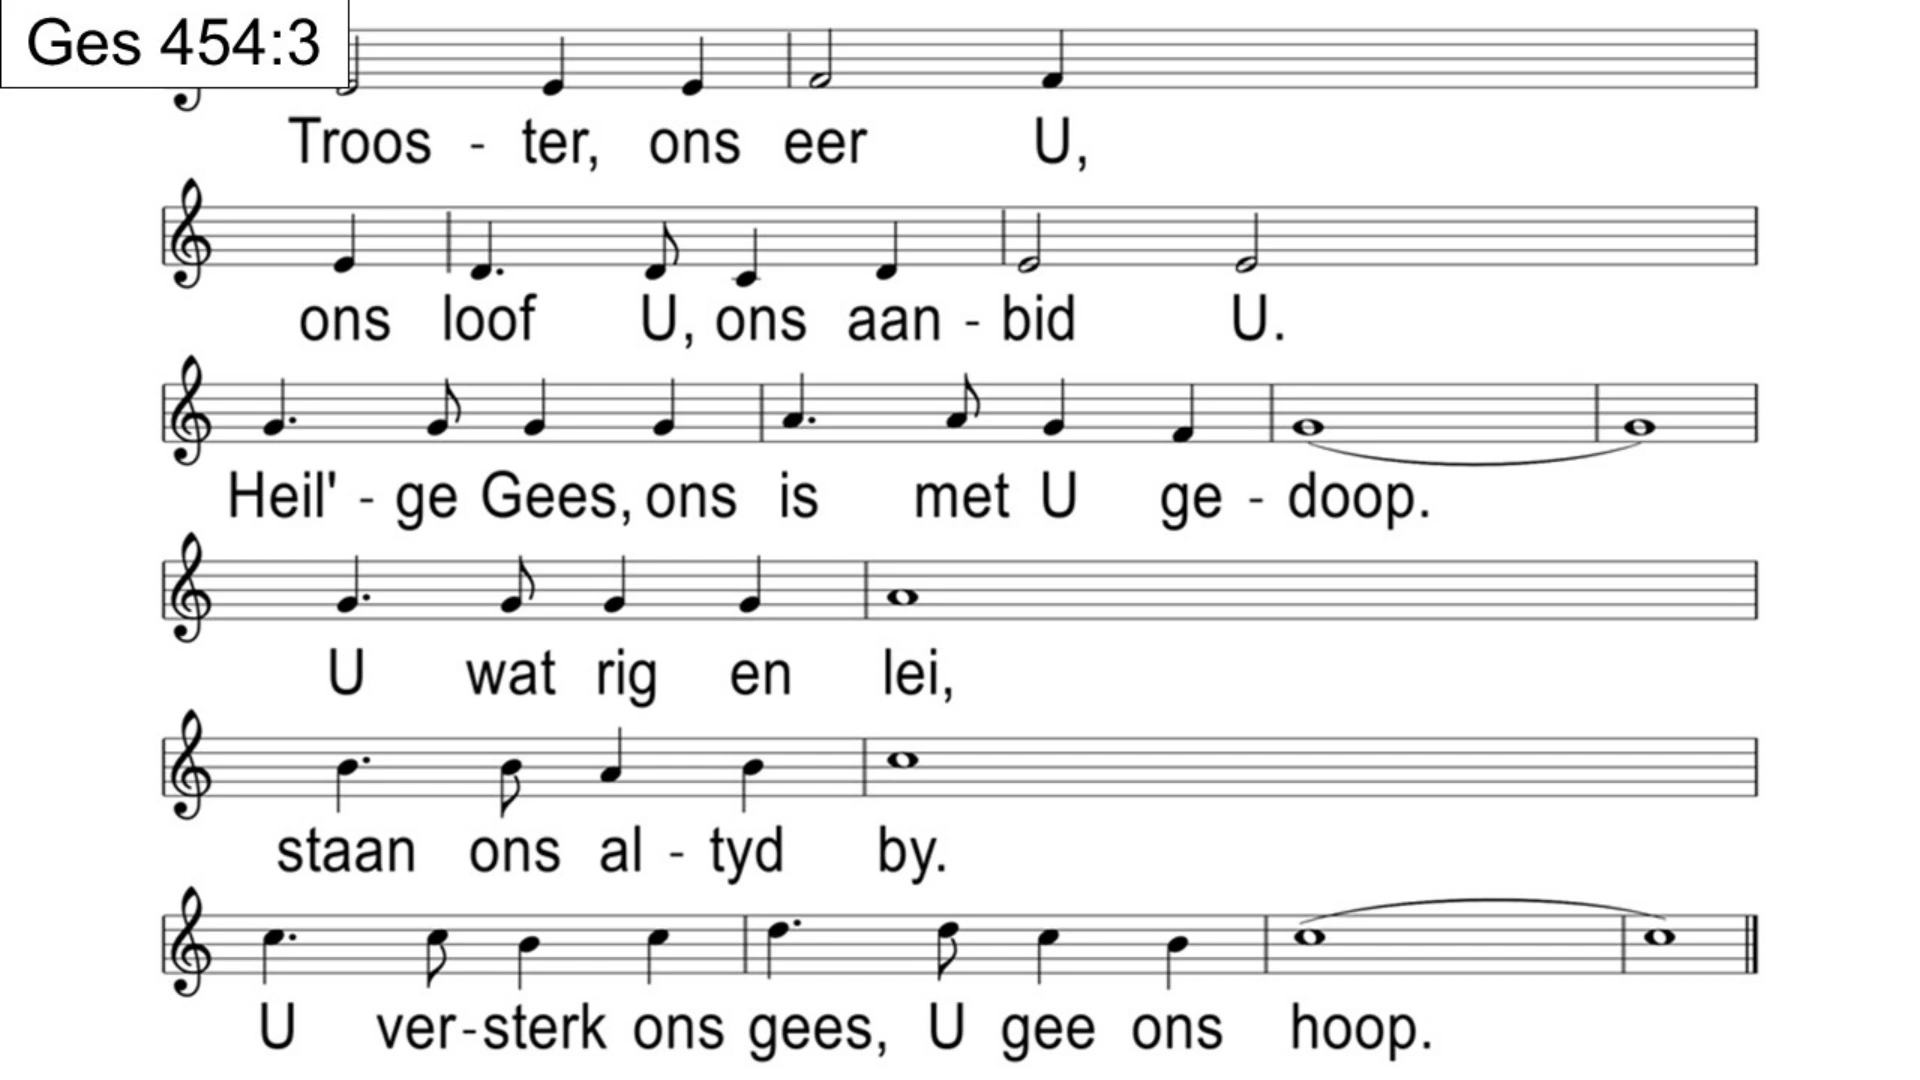 Ges 454:3
Troos - ter, ons eer U,
ons loof U, ons aan - bid U.
Heil' - ge Gees, ons is met U ge - doop.
U wat rig en lei,
staan ons al - tyd by.
U ver-sterk ons gees, U gee ons hoop.